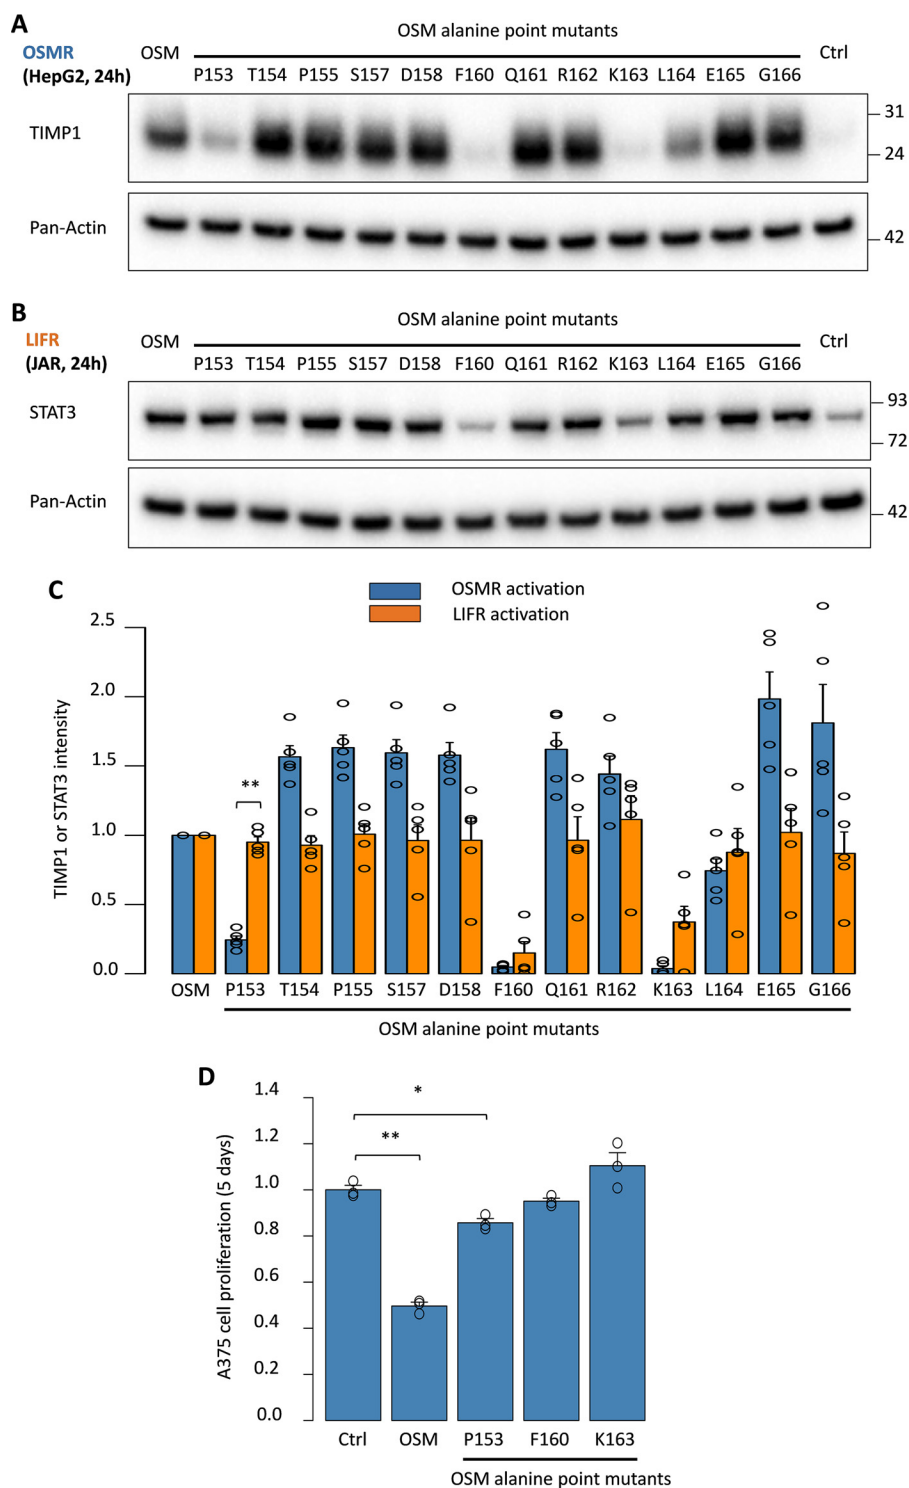 A
OSM alanine point mutants
OSMR
(HepG2, 24h)
OSM
P153 T154 P155 S157 D158 F160 Q161 R162 K163 L164 E165 G166
Ctrl
TIMP1
31
24
Pan-Actin
42
B
OSM alanine point mutants
LIFR
(JAR, 24h)
OSM
P153 T154 P155 S157 D158 F160 Q161 R162 K163 L164 E165 G166
Ctrl
STAT3
93
72
Pan-Actin
42
C
OSMR activation
LIFR activation
TIMP1 or STAT3 intensity
2.5
2.0
1.5
1.0
0.5
0.0
**
OSM P153 T154 P155 S157 D158 F160 Q161 R162 K163 L164 E165 G166
OSM alanine point mutants
D
A375 cell proliferation (5 days)
1.4
1.2
1.0
0.8
0.6
0.4
0.2
0.0
*
**
Ctrl OSM P153 F160 K163
OSM alanine point mutants